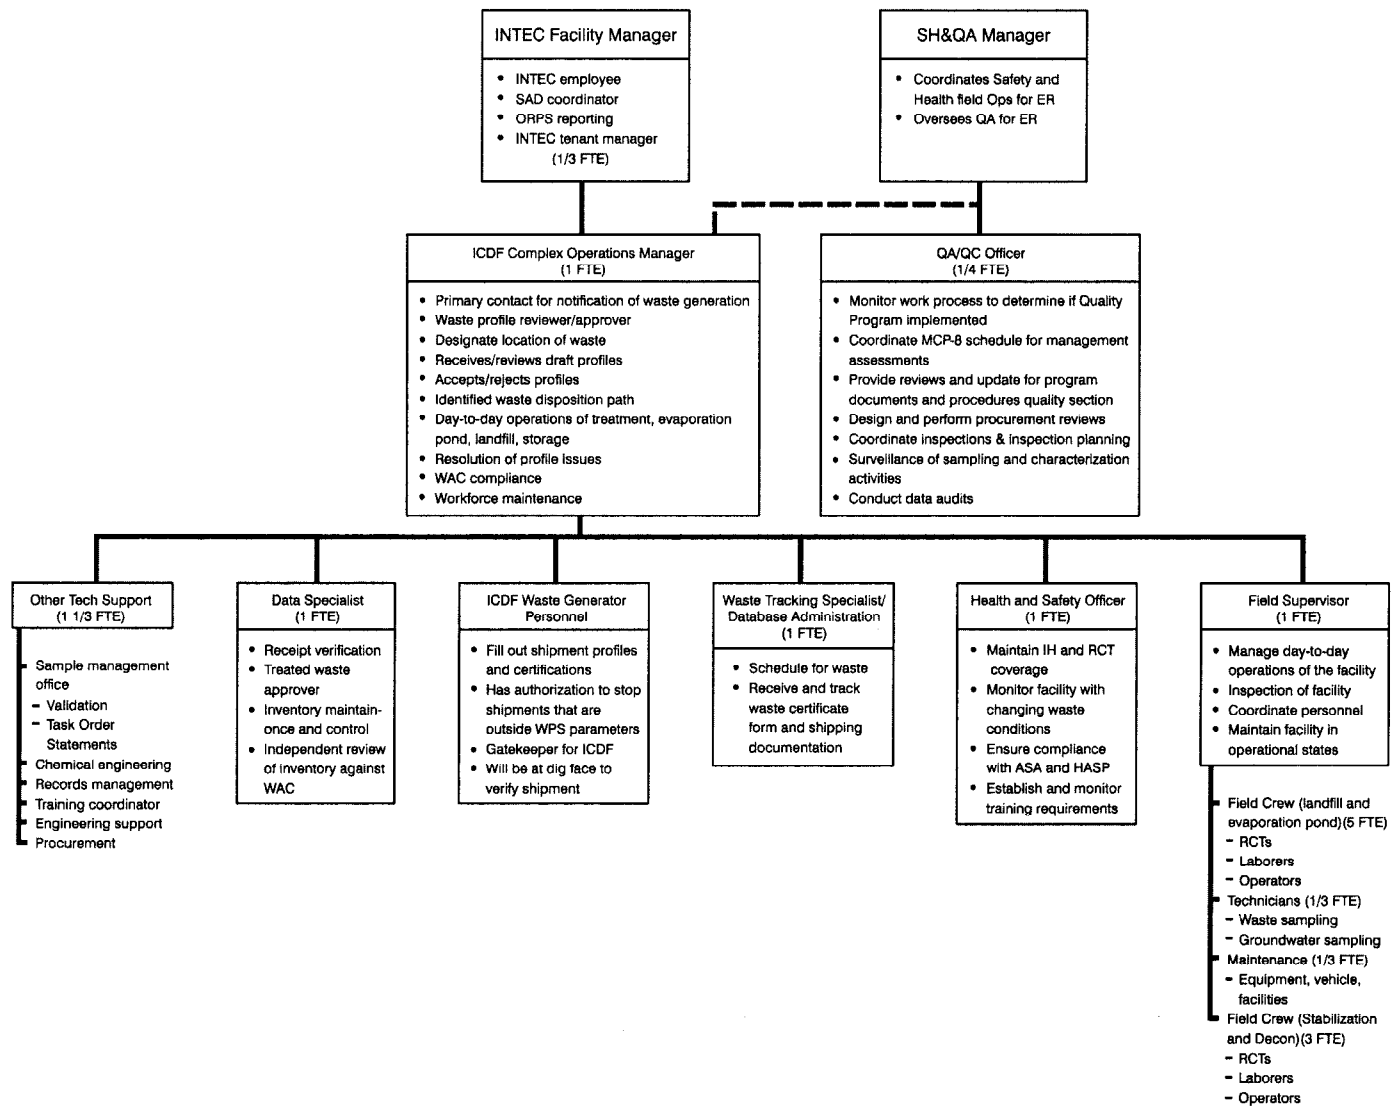 INTEC Facility Manager
• INTEC employee
• SAD coordinator
• ORPS reporting
• INTEC tenant manager
(1/3 FTE)
SH&QA Manager
• Coordinates Safety and
Health field Ops for ER
• Oversees QA for ER
ICDF Complex Operations Manager
(1 FTE)
• Primary contact for notification of waste generation
• Waste profile reviewer/approver
• Designate location of waste
• Receives/reviews draft profiles
• Accepts/rejects profiles
• Identified waste disposition path
• Day-to-day operations of treatment, evaporation
pond, landfill, storage
• Resolution of profile issues
• WAC compliance
• Workforce maintenance
QA/QC Officer
(1/4 FTE)
• Monitor work process to determine if Quality
Program implemented
• Coordinate MCP-8 schedule for management
assessments
• Provide reviews and update for program
documents and procedures quality section
• Design and perform procurement reviews
• Coordinate inspections & inspection planning
• Surveillance of sampling and characterization
activities
• Conduct data audits
Other Tech Support
(1 1/3 FTE)
Sample management
office
- Validation
- Task Order
Statements
Chemical engineering
Records management
Training coordinator
Engineering support
Procurement
Data Specialist
(1 FTE)
• Receipt verification
• Treated waste
approver
• Inventory maintain-
once and control
• Independent review
of inventory against
WAC
ICDF Waste Generator
Personnel
• Fill out shipment profiles
and certifications
• Has authorization to stop
shipments that are
outside WPS parameters
• Gatekeeper for ICDF
• Will be at dig face to
verify shipment
Waste Tracking Specialist/
Database Administration
(1 FTE)
• Schedule for waste
• Receive and track
waste certificate
form and shipping
documentation
Health and Safety Officer
(1 FTE)
• Maintain IH and RCT
coverage
• Monitor facility with
changing waste
conditions
• Ensure compliance
with ASA and HASP
• Establish and monitor
training requirements
Field Supervisor
(1 FTE)
• Manage day-to-day
operations of the facility
• Inspection of facility
• Coordinate personnel
• Maintain facility in
operational states
Field Crew (landfill and
evaporation pond)(5 FTE)
- RCTs
- Laborers
- Operators
Technicians (1/3 FTE)
- Waste sampling
- Groundwater sampling
Maintenance (1/3 FTE)
- Equipment, vehicle,
facilities
Field Crew (Stabilization
and Decon)(3 FTE)
- RCTs
- Laborers
- Operators